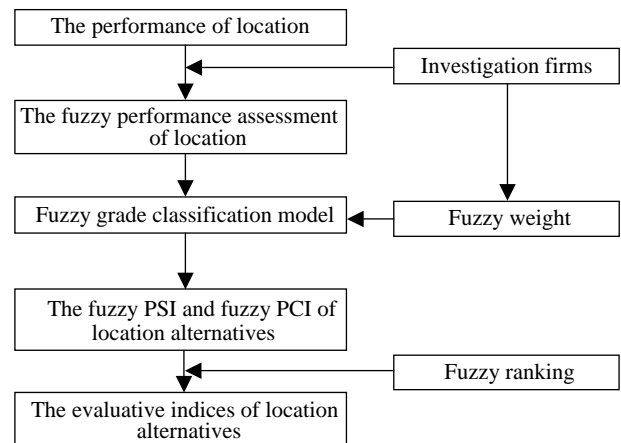 The performance of location
Investigation firms
The fuzzy performance assessment
of location
Fuzzy grade classification model
Fuzzy weight
The fuzzy PSI and fuzzy PCI of
location alternatives
Fuzzy ranking
The evaluative indices of location
alternatives